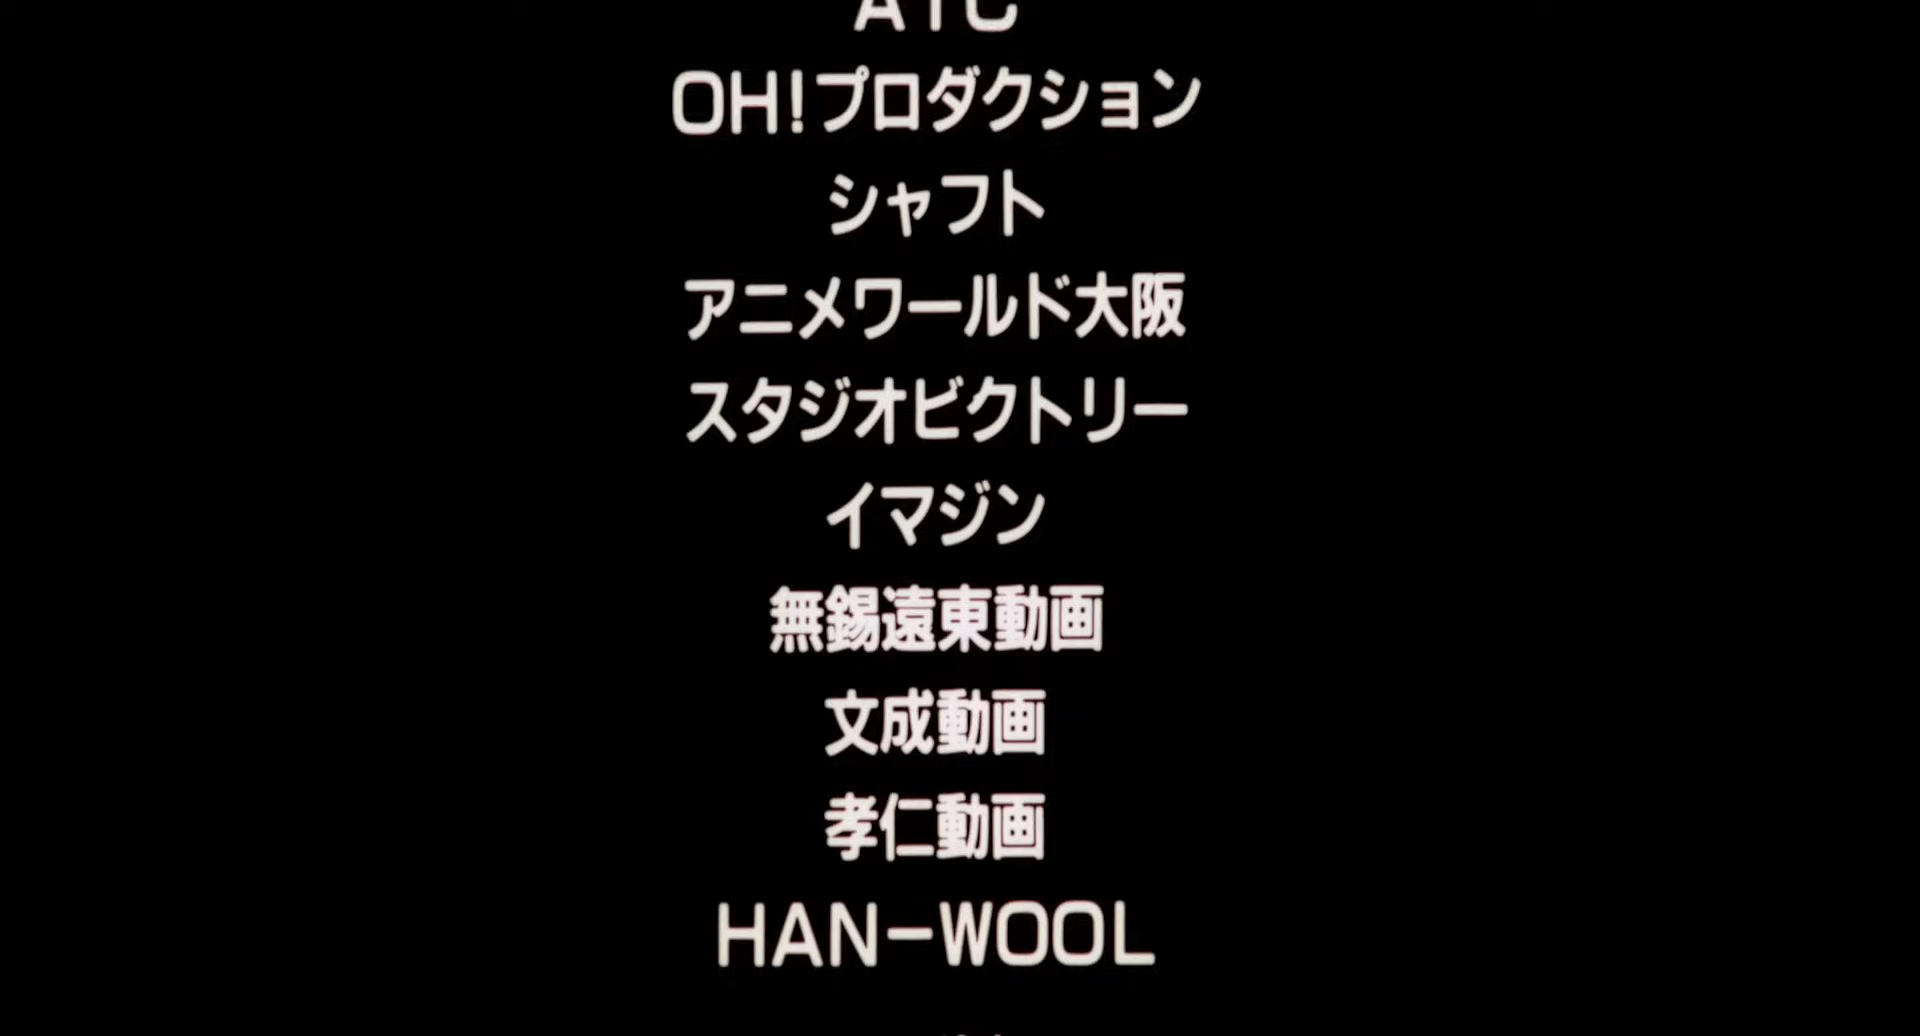 OH!プロダクション
シャフト
アニメワールド大阪
スタジオビクトリー
イマジン
無錫遠東動画
文成動画
孝仁動画
HAN-WOOL